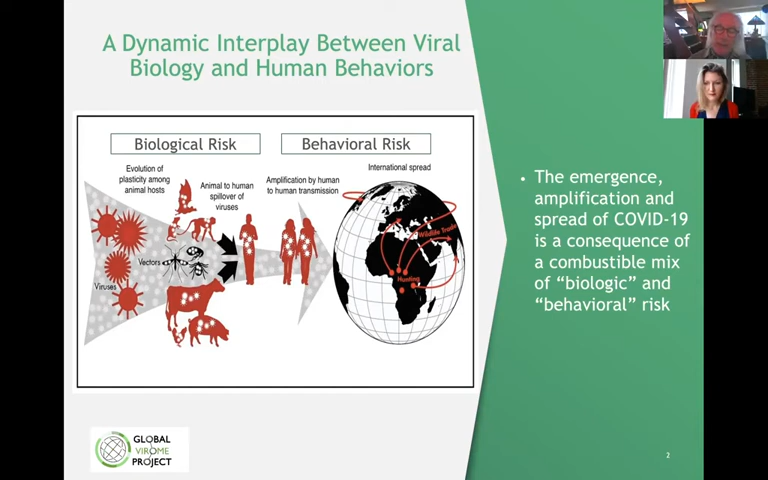 A Dynamic Interplay Between Viral
Biology and Human Behaviors
Biological Risk
Behavioral Risk
Evolution of
plasticity among
animal hosts
Animal to human
spillover of
viruses
Amplification by human
to human transmission
International spread
Viruses
Vectors
Wildlife Trade
Hunting
• The emergence,
amplification and
spread of COVID-19
is a consequence of
a combustible mix
of “biologic” and
“behavioral” risk
GLOBAL
VIROME
PROJECT
2